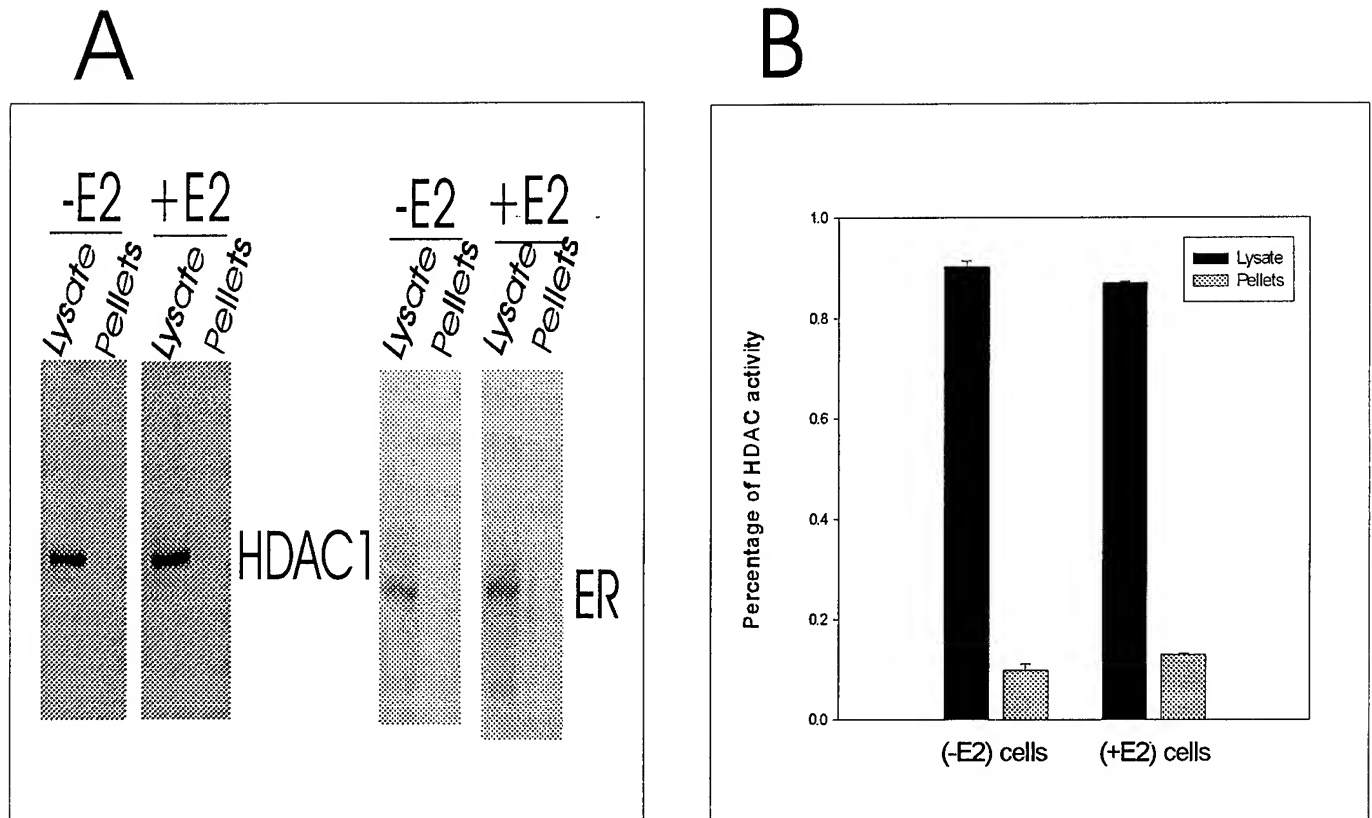 A
-E2 +E2
Lysate Pellets Lysate Pellets
HDAC1
-E2 +E2
Lysate Pellets Lysate Pellets
ER
B
Percentage of HDAC activity
1.0
0.8
0.6
0.4
0.2
0.0
Lysate
Pellets
(-E2) cells (+E2) cells